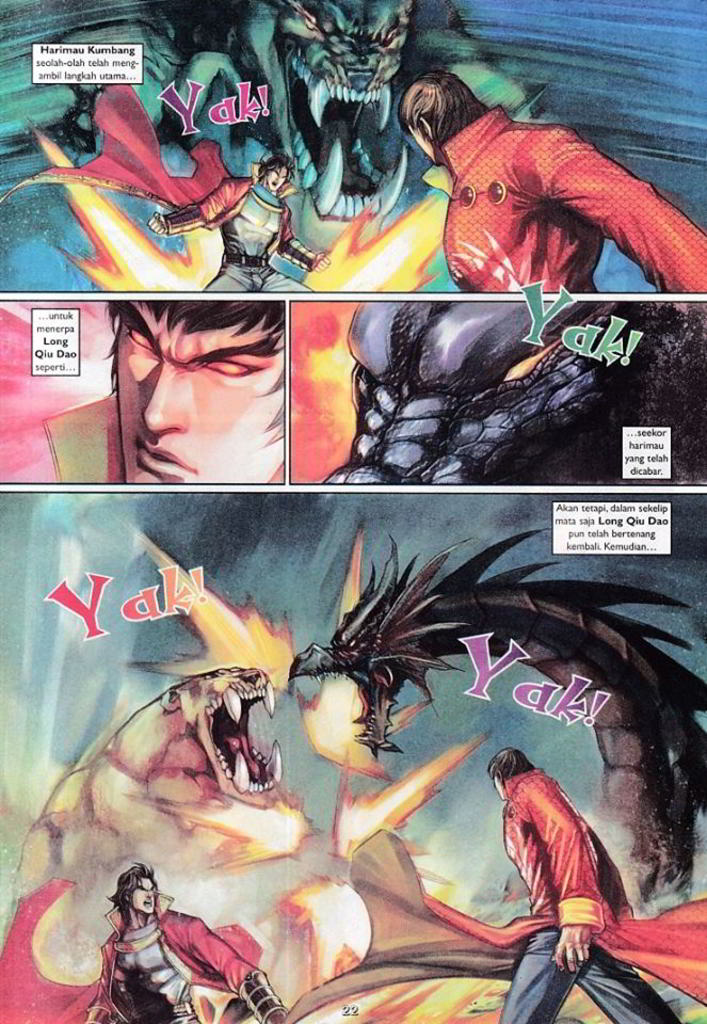 Harimau Kumbang
seolah-olah telah meng-
ambil langkah utama...
Yak!
...untuk
menerpa
Long
Qiu Dao
seperti...
Yak!
...seekor
harimau
yang telah
dicabar.
Akan tetapi, dalam sekelip
mata saja Long Qiu Dao
pun telah bertenang
kembali. Kemudian...
Yak!
Yak!
22